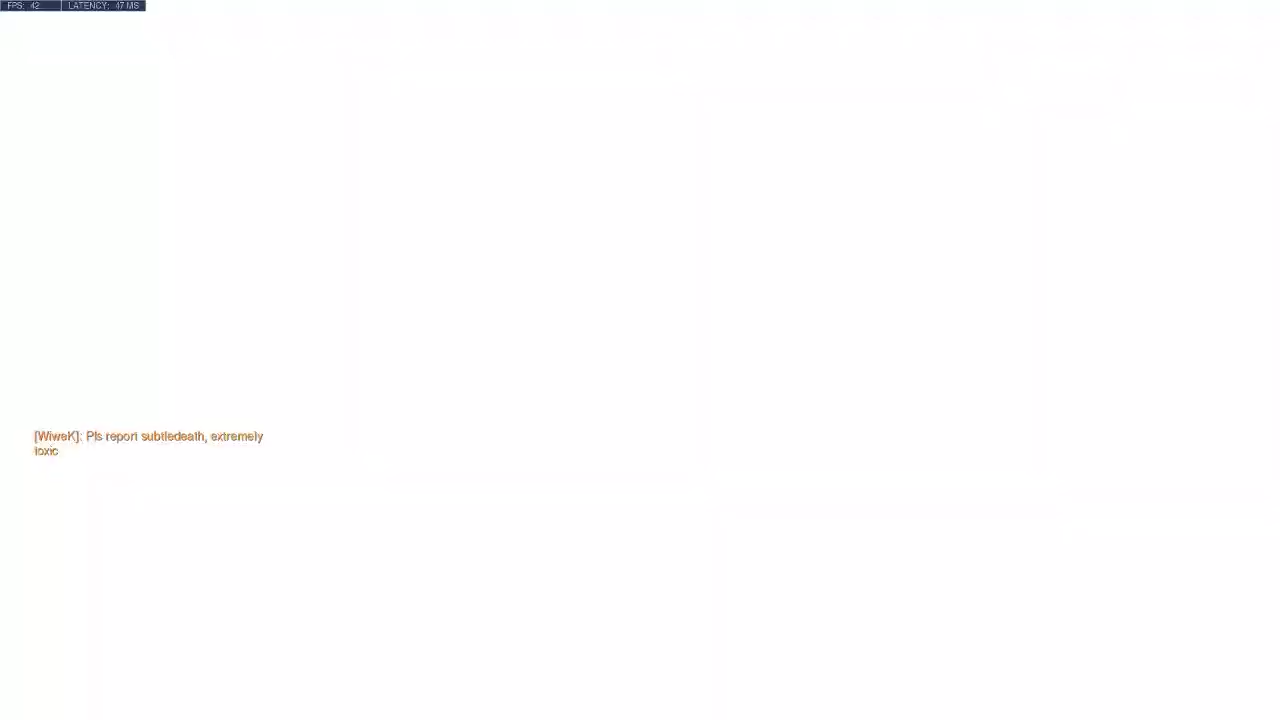 FPS: 42 LATENCY: 47 MS
[WiweK]: Pls report subtledeath, extremely
toxic